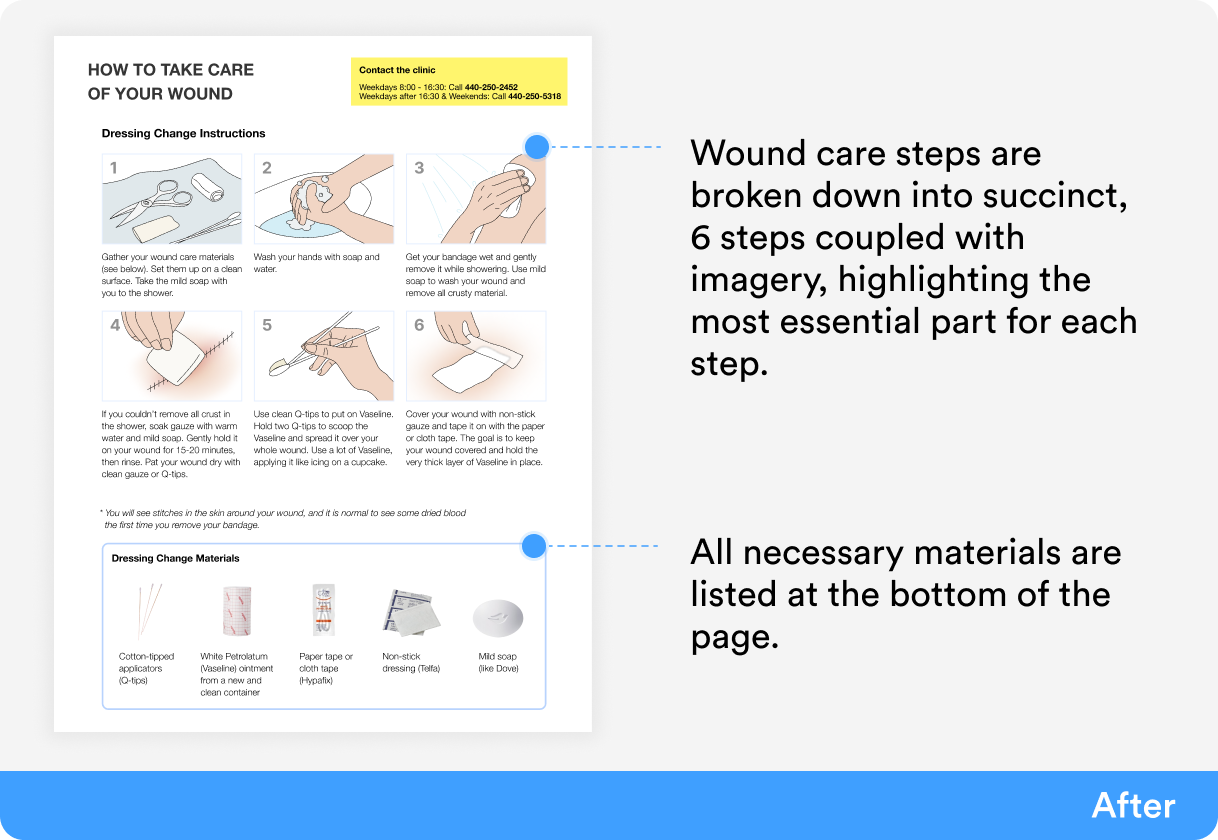 HOW TO TAKE CARE
OF YOUR WOUND
Contact the clinic
Weekdays 8:00 - 16:30: Call 440-250-2452
Weekdays after 16:30 & Weekends: Call 440-250-5318
Dressing Change Instructions
1
2
3
Gather your wound care materials
(see below). Set them up on a clean
surface. Take the mild soap with
you to the shower.
Wash your hands with soap and
water.
Get your bandage wet and gently
remove it while showering. Use mild
soap to wash your wound and
remove all crusty material.
4
5
6
If you couldn't remove all crust in
the shower, soak gauze with warm
water and mild soap. Gently hold it
on your wound for 15-20 minutes,
then rinse. Pat your wound dry with
clean gauze or Q-tips.
Use clean Q-tips to put on Vaseline.
Hold two Q-tips to scoop the
Vaseline and spread it over your
whole wound. Use a lot of Vaseline,
applying it like icing on a cupcake.
Cover your wound with non-stick
gauze and tape it on with the paper
or cloth tape. The goal is to keep
your wound covered and hold the
very thick layer of Vaseline in place.
* You will see stitches in the skin around your wound, and it is normal to see some dried blood
the first time you remove your bandage.
Dressing Change Materials
Cotton-tipped
applicators
(Q-tips)
White Petrolatum
(Vaseline) ointment
from a new and
clean container
Paper tape or
cloth tape
(Hypafix)
Non-stick
dressing (Telfa)
Mild soap
(like Dove)
Wound care steps are
broken down into succinct,
6 steps coupled with
imagery, highlighting the
most essential part for each
step.
All necessary materials are
listed at the bottom of the
page.
After